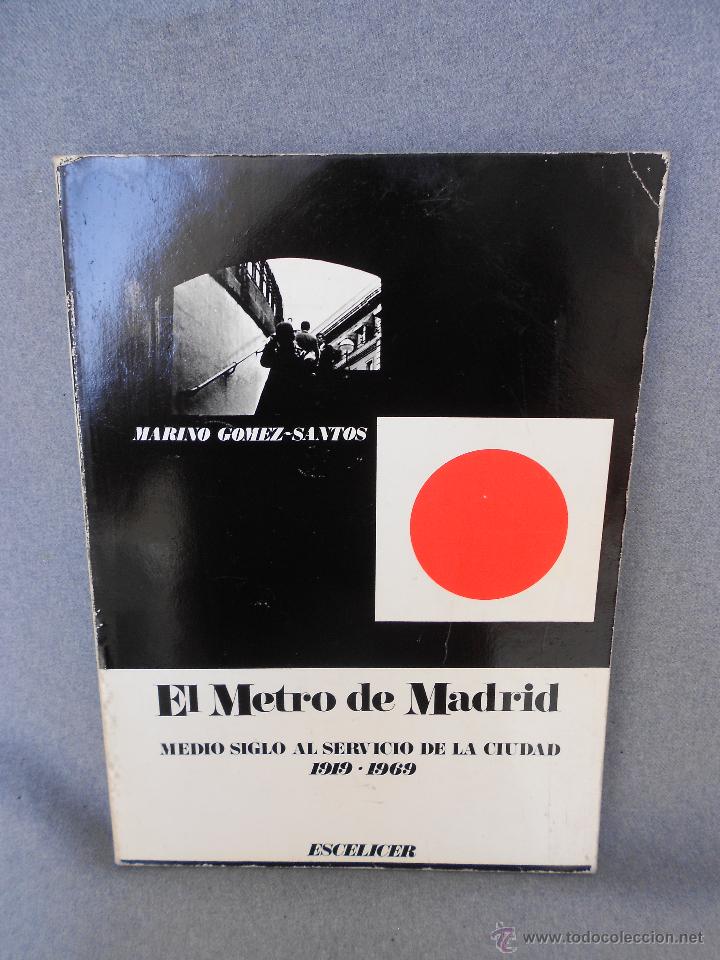 MARINO GOMEZ-SANTOS
El Metro de Madrid
MEDIO SIGLO AL SERVICIO DE LA CIUDAD
1919 · 1969
ESCELICER
© www.todocoleccion.net